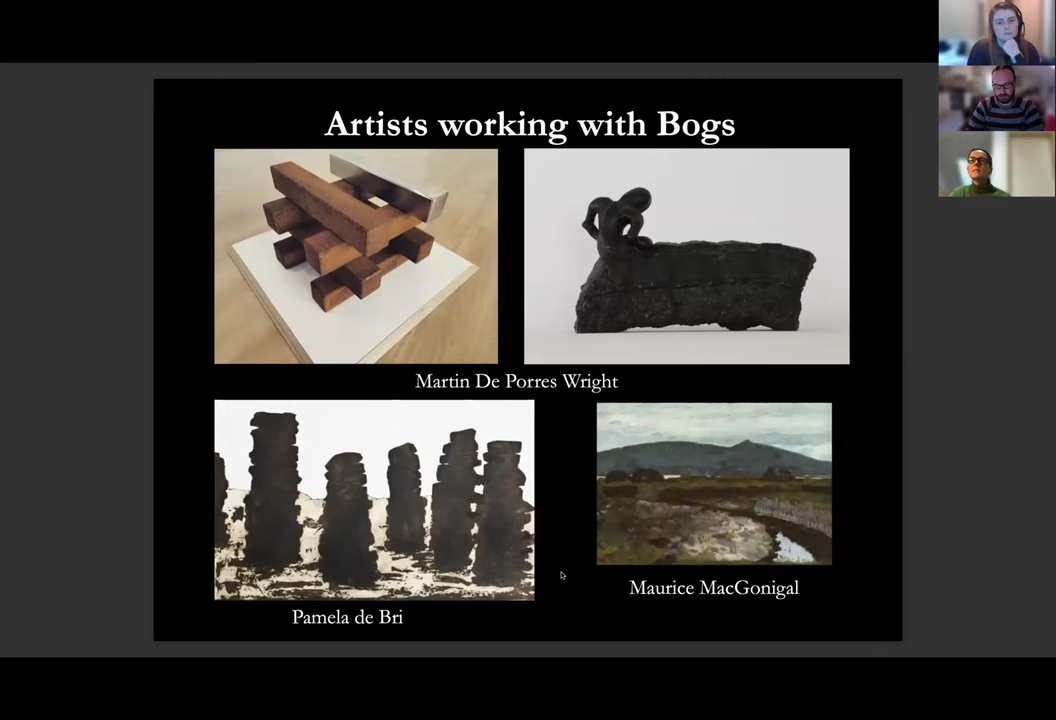 Artists working with Bogs
Martin De Porres Wright
Pamela de Bri
Maurice MacGonigal